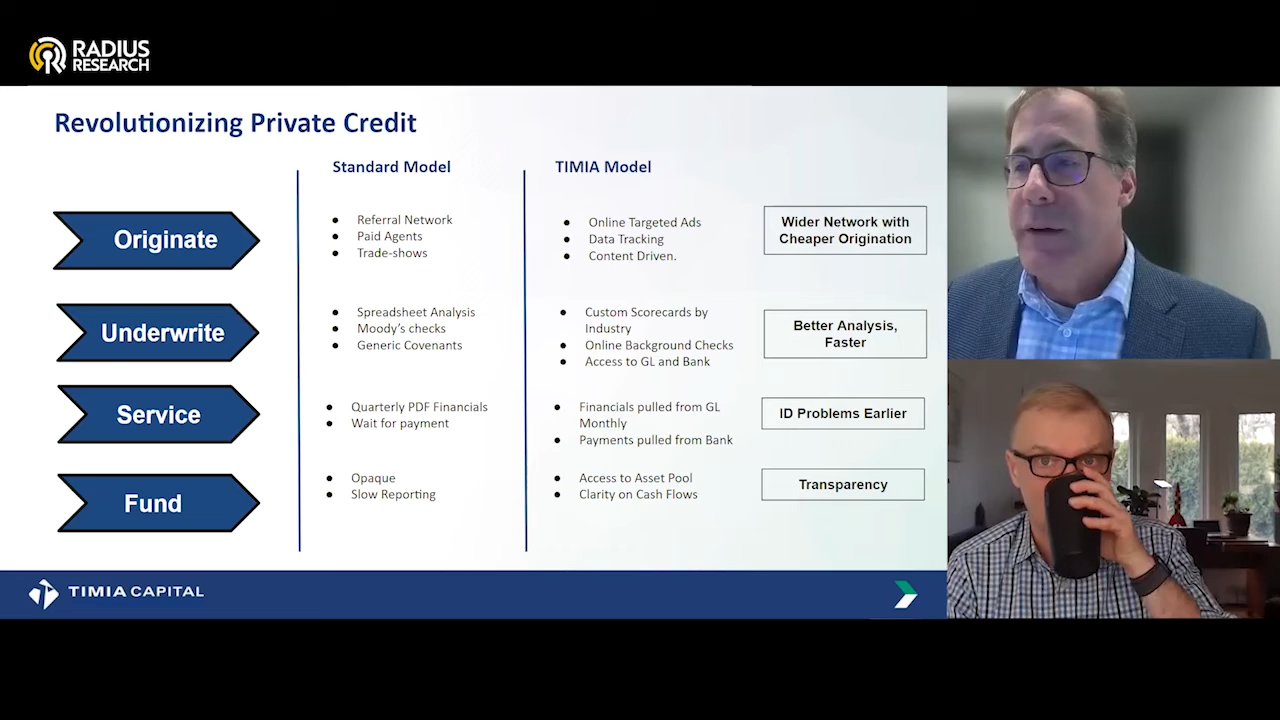 RADIUS
RESEARCH
Revolutionizing Private Credit
Standard Model
TIMIA Model
Originate
● Referral Network
● Paid Agents
● Trade-shows
● Online Targeted Ads
● Data Tracking
● Content Driven.
Wider Network with
Cheaper Origination
Underwrite
● Spreadsheet Analysis
● Moody's checks
● Generic Covenants
● Custom Scorecards by
Industry
● Online Background Checks
● Access to GL and Bank
Better Analysis,
Faster
Service
● Quarterly PDF Financials
● Wait for payment
● Financials pulled from GL
Monthly
● Payments pulled from Bank
ID Problems Earlier
Fund
● Opaque
● Slow Reporting
● Access to Asset Pool
● Clarity on Cash Flows
Transparency
TIMIA CAPITAL